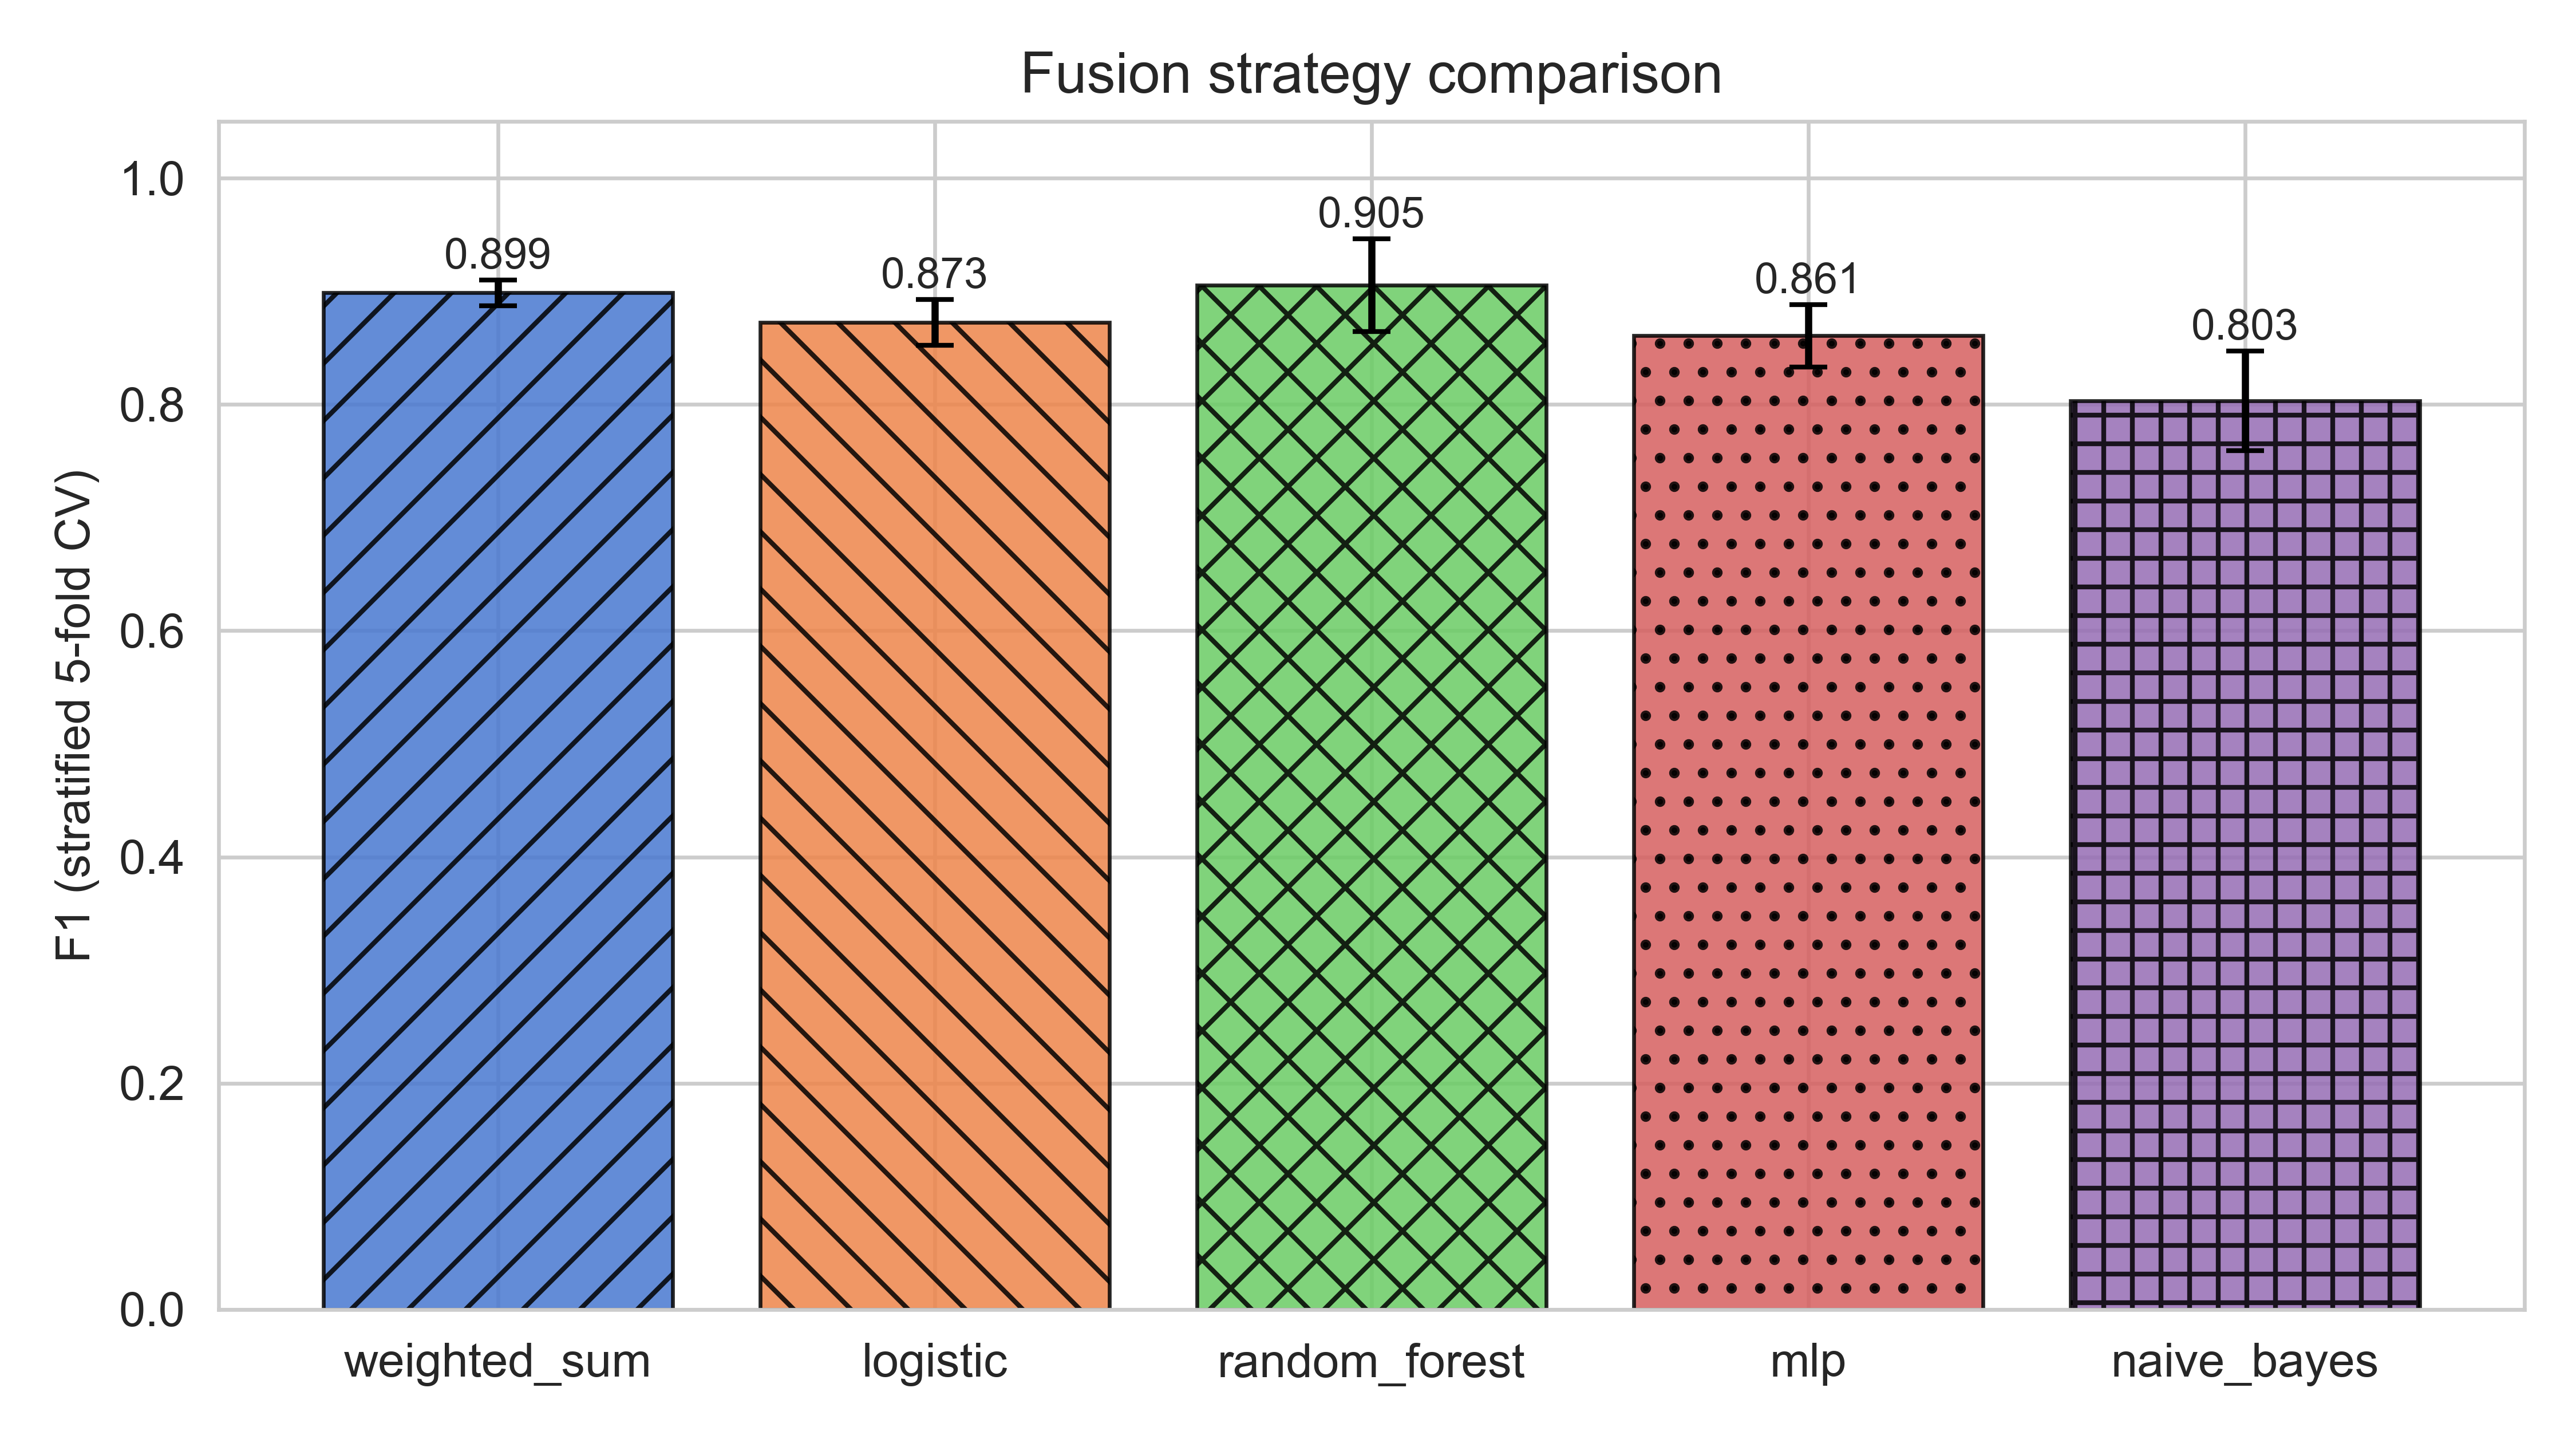 Fusion strategy comparison
F1 (stratified 5-fold CV)
1.0
0.8
0.6
0.4
0.2
0.0
0.899
0.873
0.905
0.861
0.803
weighted_sum
logistic
random_forest
mlp
naive_bayes